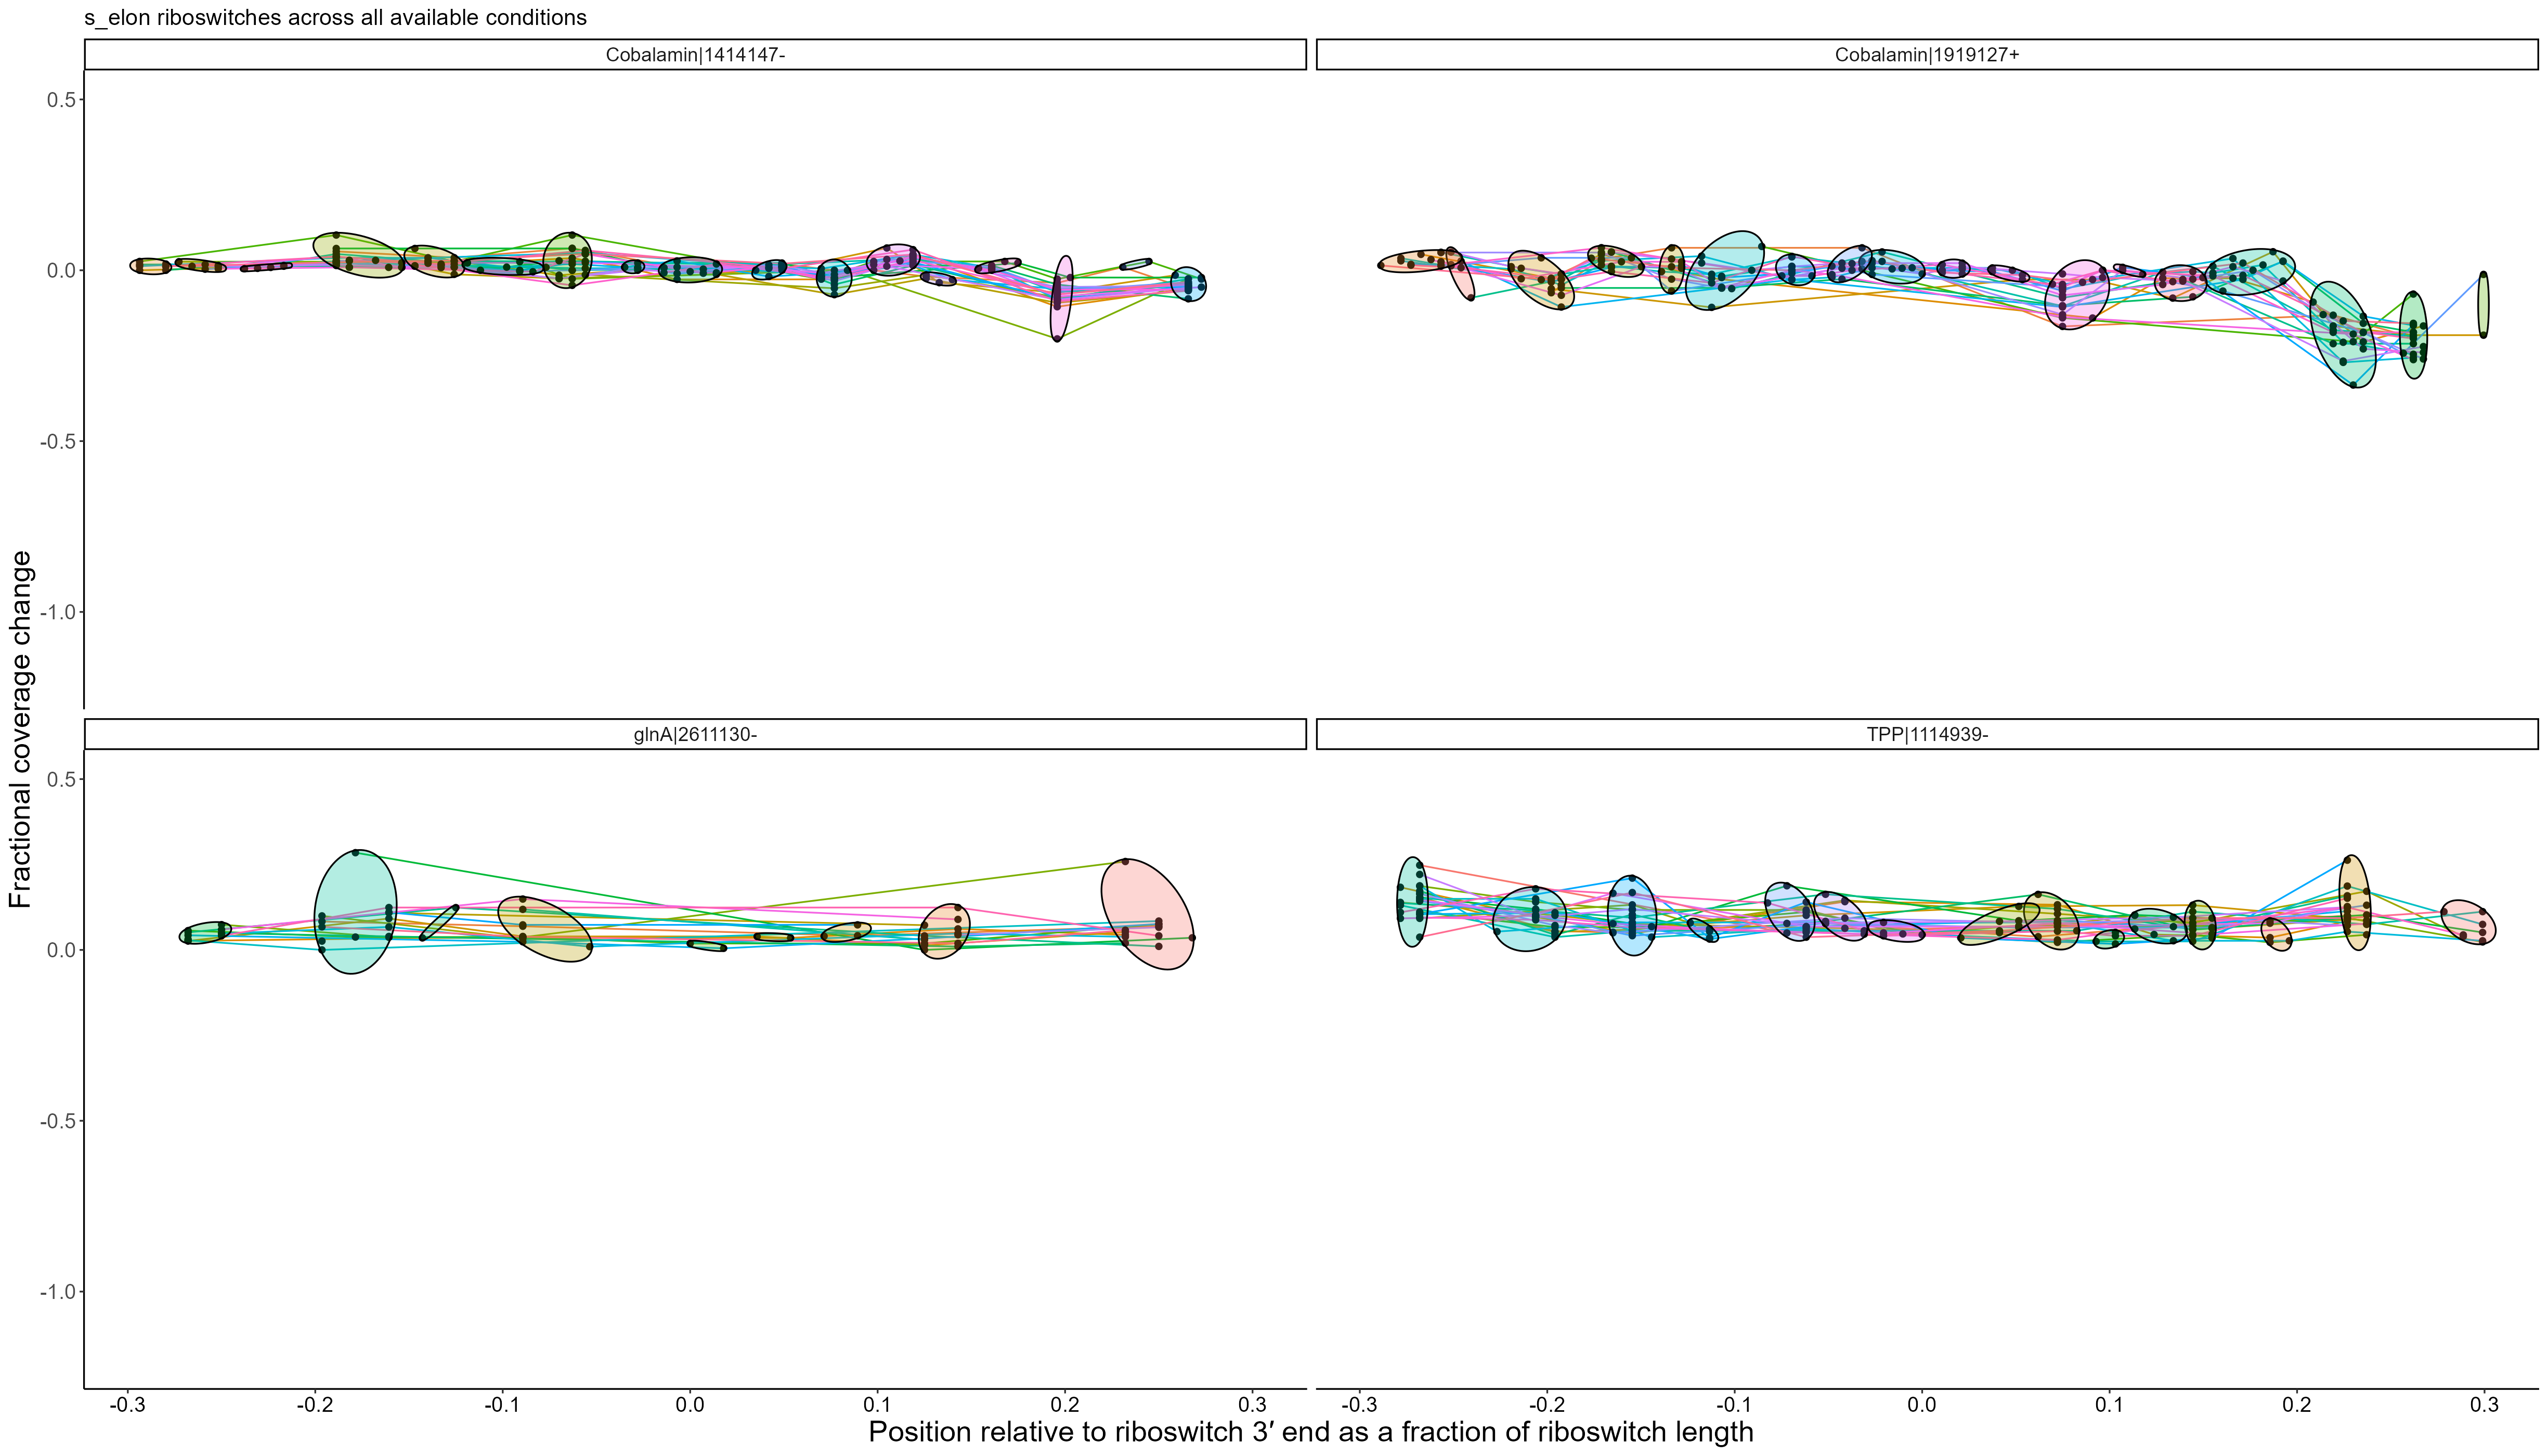 s_elon riboswitches across all available conditions
Cobalamin|1414147-
Cobalamin|1919127+
0.5
0.0
-0.5
-1.0
glnA|2611130-
TPP|1114939-
0.5
0.0
-0.5
-1.0
-0.3 -0.2 -0.1 0.0 0.1 0.2 0.3
-0.3 -0.2 -0.1 0.0 0.1 0.2 0.3
Position relative to riboswitch 3′ end as a fraction of riboswitch length
Fractional coverage change